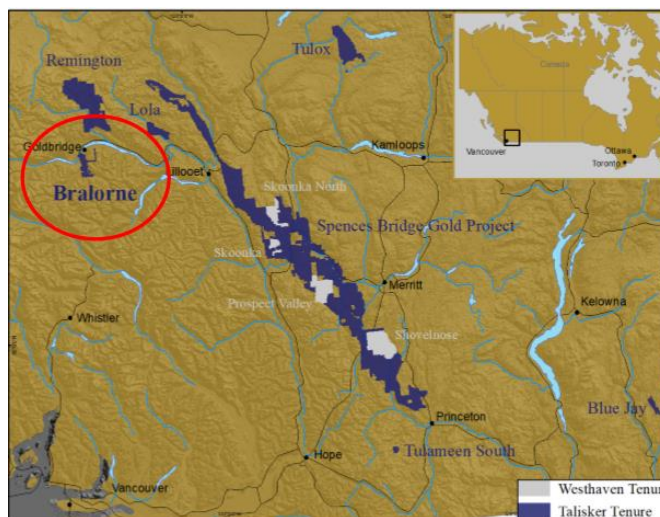 Remington
Tulox
Canada
Lola
Goldbridge
Kamloops
Vancouver
Ottawa
Toronto
Lillooet
Bralorne
Skoonka North
Spences Bridge Gold Project
Skoonka
Merritt
Prospect Valley
Kelowna
Whistler
Shovelnose
Blue Jay
Princeton
Hope
Tulameen South
Vancouver
Westhaven Tenur
Talisker Tenure